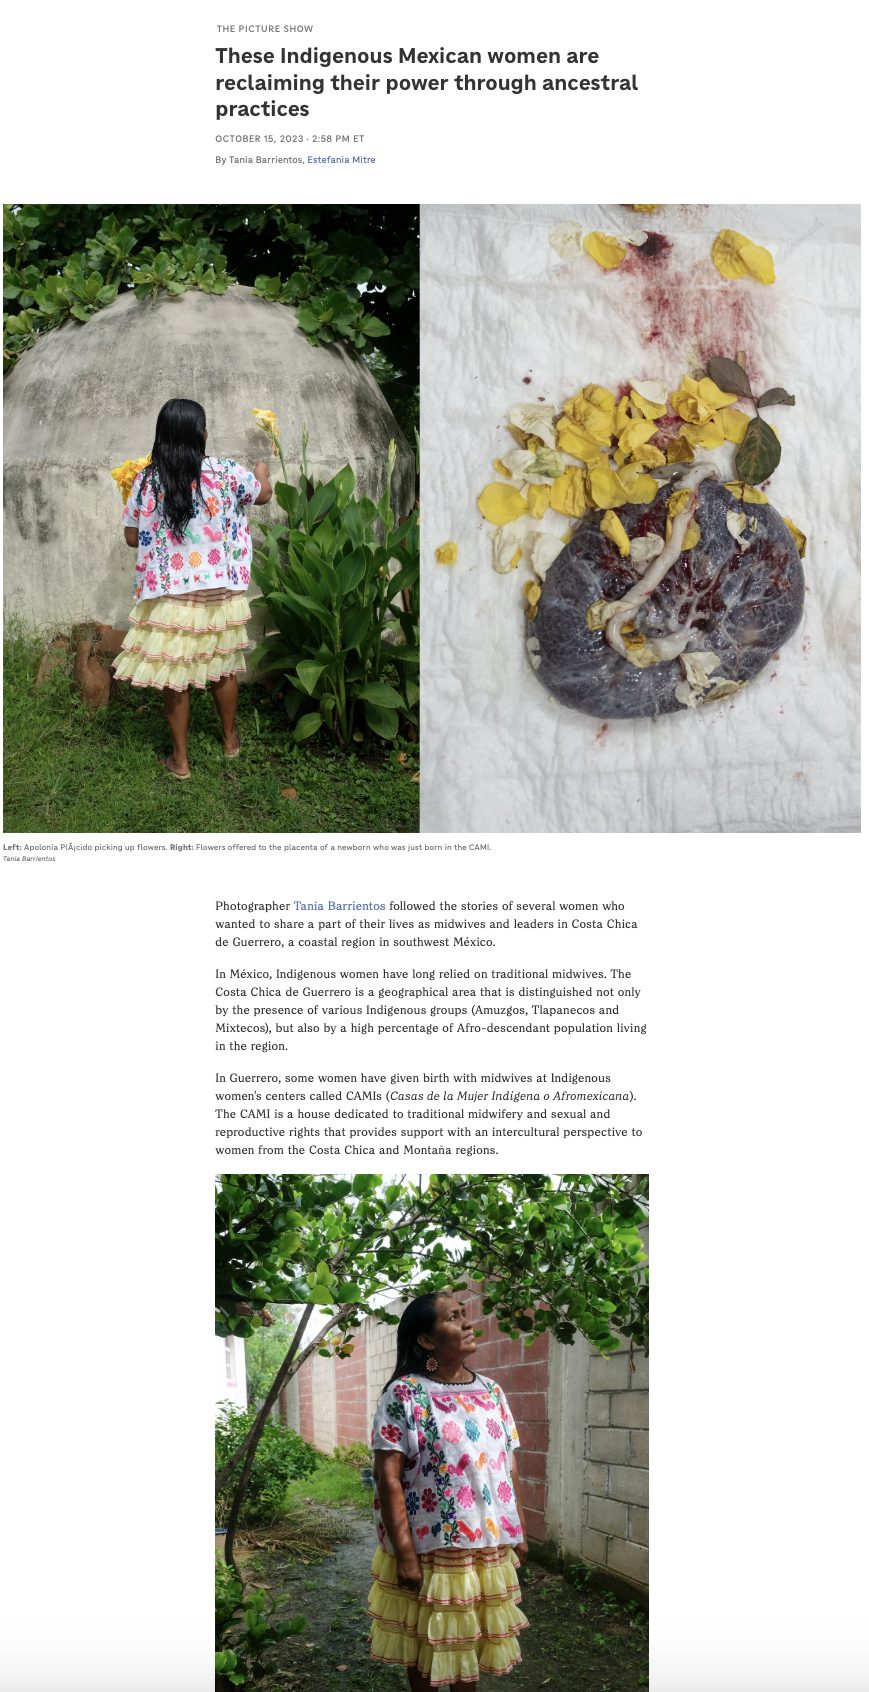 THE PICTURE SHOW
These Indigenous Mexican women are
reclaiming their power through ancestral
practices
OCTOBER 15, 2023 · 2:58 PM ET
By Tania Barrientos, Estefania Mitre
Left: Apolonia PlÃ¡cido picking up flowers. Right: Flowers offered to the placenta of a newborn who was just born in the CAMI.
Tania Barrientos
Photographer Tania Barrientos followed the stories of several women who
wanted to share a part of their lives as midwives and leaders in Costa Chica
de Guerrero, a coastal region in southwest México.
In México, Indigenous women have long relied on traditional midwives. The
Costa Chica de Guerrero is a geographical area that is distinguished not only
by the presence of various Indigenous groups (Amuzgos, Tlapanecos and
Mixtecos), but also by a high percentage of Afro-descendant population living
in the region.
In Guerrero, some women have given birth with midwives at Indigenous
women's centers called CAMIs (Casas de la Mujer Indígena o Afromexicana).
The CAMI is a house dedicated to traditional midwifery and sexual and
reproductive rights that provides support with an intercultural perspective to
women from the Costa Chica and Montaña regions.